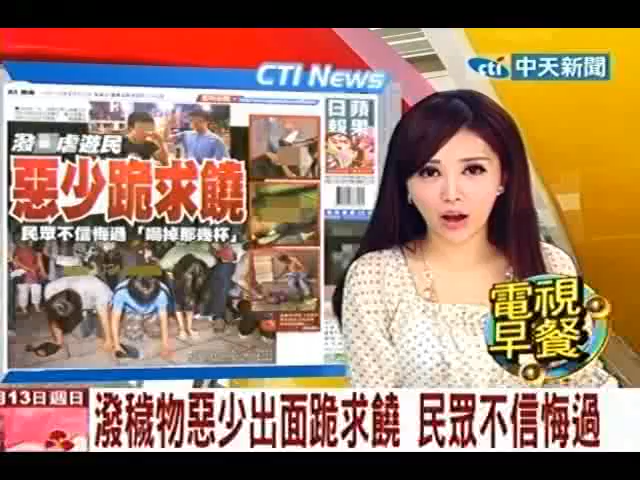 CTI NEWS
cti 中天新聞
蘋果日報
潑 虐遊民
惡少跪求饒
民眾不信悔過 「喝掉那幾杯」
電視
早餐
13日週日
潑穢物惡少出面跪求饒 民眾不信悔過